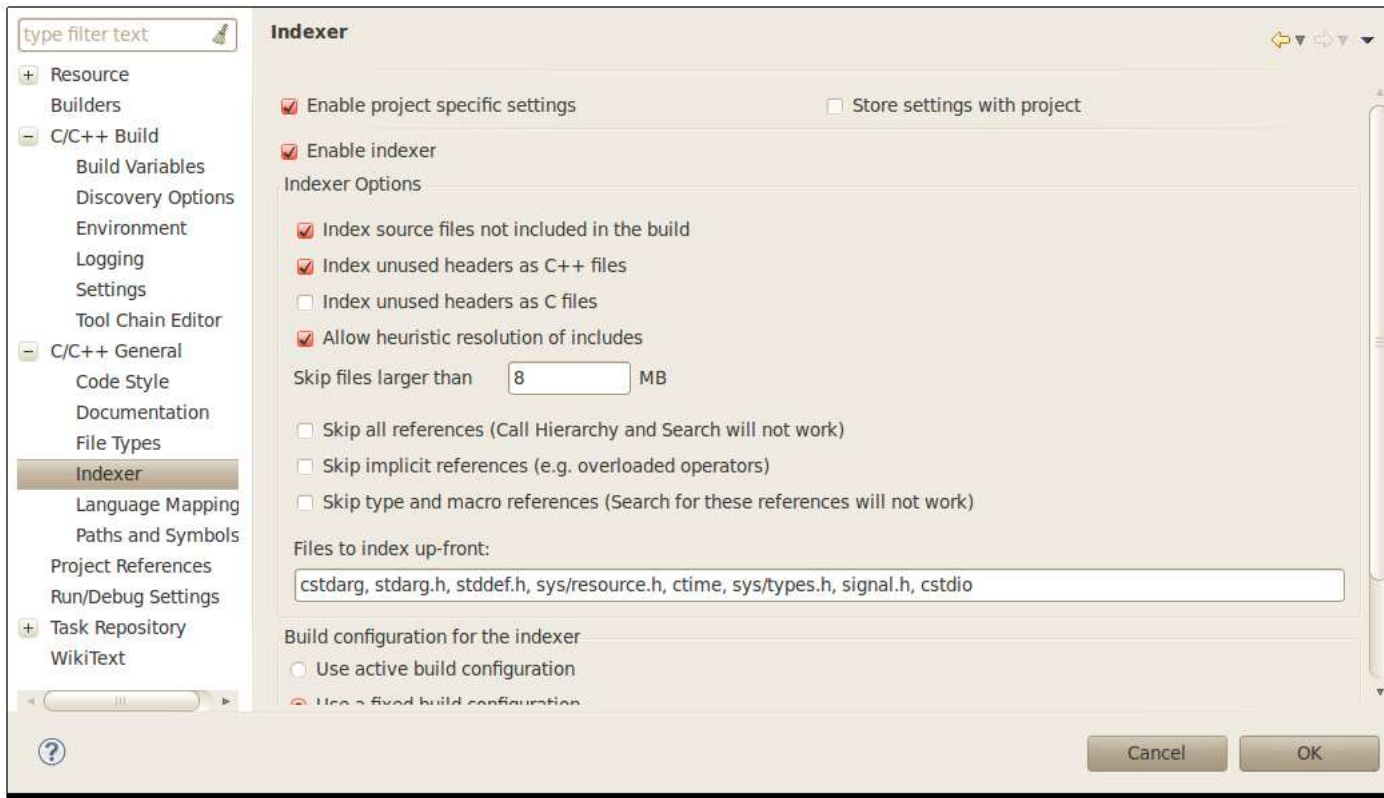 type filter text
Resource
Builders
C/C++ Build
Build Variables
Discovery Options
Environment
Logging
Settings
Tool Chain Editor
C/C++ General
Code Style
Documentation
File Types
Indexer
Language Mapping
Paths and Symbols
Project References
Run/Debug Settings
Task Repository
WikiText
Indexer
Enable project specific settings
Store settings with project
Enable indexer
Indexer Options
Index source files not included in the build
Index unused headers as C++ files
Index unused headers as C files
Allow heuristic resolution of includes
Skip files larger than 8 MB
Skip all references (Call Hierarchy and Search will not work)
Skip implicit references (e.g. overloaded operators)
Skip type and macro references (Search for these references will not work)
Files to index up-front:
cstdarg, stdarg.h, stddef.h, sys/resource.h, ctime, sys/types.h, signal.h, cstdio
Build configuration for the indexer
Use active build configuration
Use a fixed build configuration
Cancel
OK